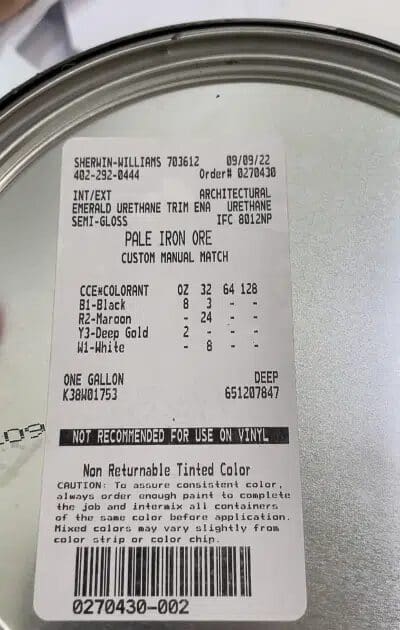 SHERWIN-WILLIAMS 703612 09/09/22
402-292-0444 Order# 0270430
INT/EXT ARCHITECTURAL
EMERALD URETHANE TRIM ENA URETHANE
SEMI-GLOSS IFC 8012NP
PALE IRON ORE
CUSTOM MANUAL MATCH
CCE*COLORANT OZ 32 64 128
B1-Black 8 3 - -
R2-Maroon - 24 - -
Y3-Deep Gold 2 - - -
W1-White - 8 - -
ONE GALLON DEEP
K38W01753 651207847
NOT RECOMMENDED FOR USE ON VINYL
Non Returnable Tinted Color
CAUTION: To assure consistent color,
always order enough paint to complete
the job and intermix all containers
of the same color before application.
Mixed colors may vary slightly from
color strip or color chip.
0270430-002